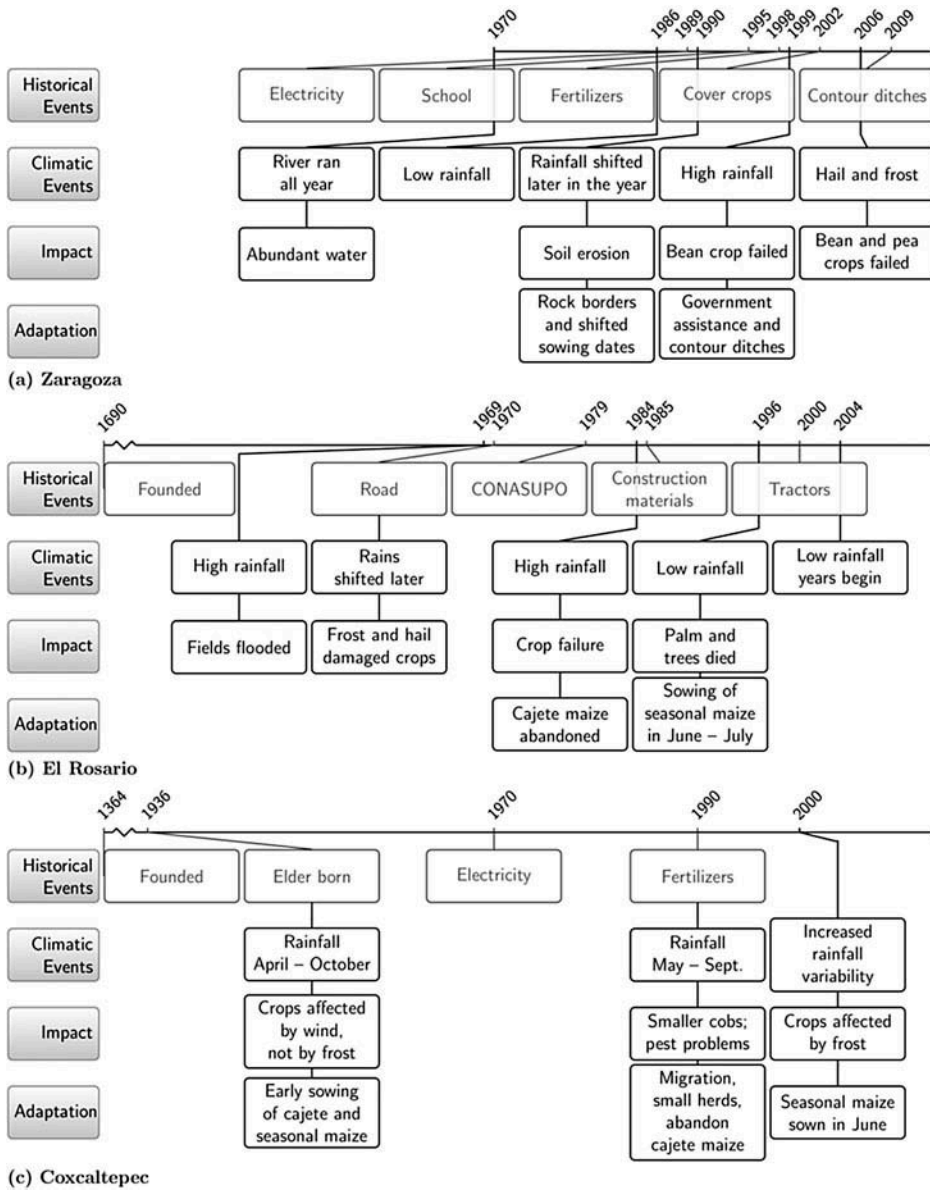 1970
1986
1989
1990
1995
1998
1999
2002
2006
2009
Historical
Events
Electricity
School
Fertilizers
Cover crops
Contour ditches
Climatic
Events
River ran
all year
Low rainfall
Rainfall shifted
later in the year
High rainfall
Hail and frost
Impact
Abundant water
Soil erosion
Bean crop failed
Bean and pea
crops failed
Adaptation
Rock borders
and shifted
sowing dates
Government
assistance and
contour ditches
(a) Zaragoza
1690
1969
1970
1979
1984
1985
1996
2000
2004
Historical
Events
Founded
Road
CONASUPO
Construction
materials
Tractors
Climatic
Events
High rainfall
Rains
shifted later
High rainfall
Low rainfall
Low rainfall
years begin
Impact
Fields flooded
Frost and hail
damaged crops
Crop failure
Palm and
trees died
Adaptation
Cajete maize
abandoned
Sowing of
seasonal maize
in June – July
(b) El Rosario
1364
1936
1970
1990
2000
Historical
Events
Founded
Elder born
Electricity
Fertilizers
Climatic
Events
Rainfall
April – October
Rainfall
May – Sept.
Increased
rainfall
variability
Impact
Crops affected
by wind,
not by frost
Smaller cobs;
pest problems
Crops affected
by frost
Adaptation
Early sowing
of cajete and
seasonal maize
Migration,
small herds,
abandon
cajete maize
Seasonal maize
sown in June
(c) Coxcaltepec